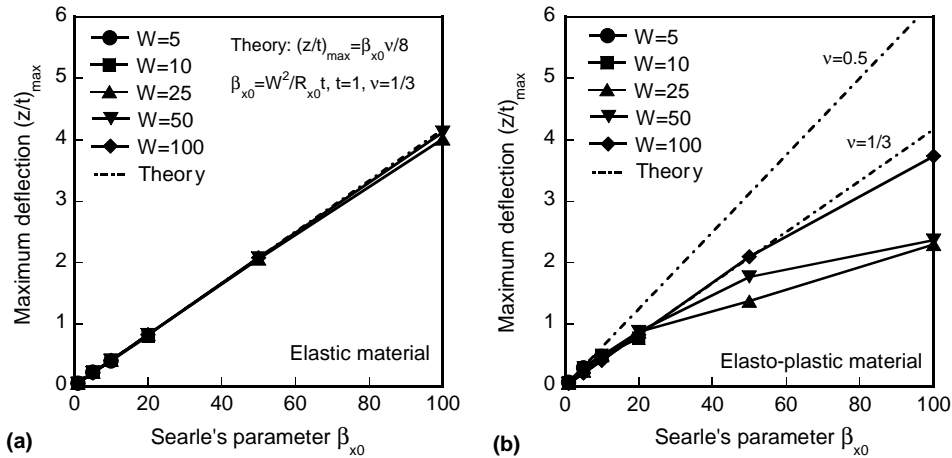 6
5
4
3
2
1
0
Maximum deflection (z/t)max
W=5
W=10
W=25
W=50
W=100
Theory
Theory: (z/t)max=βx0ν/8
βx0=W²/Rx0t, t=1, ν=1/3
Elastic material
0 20 40 60 80 100
Searle's parameter βx0
(a)
6
5
4
3
2
1
0
Maximum deflection (z/t)max
W=5
W=10
W=25
W=50
W=100
Theory
ν=0.5
ν=1/3
Elasto-plastic material
0 20 40 60 80 100
Searle's parameter βx0
(b)